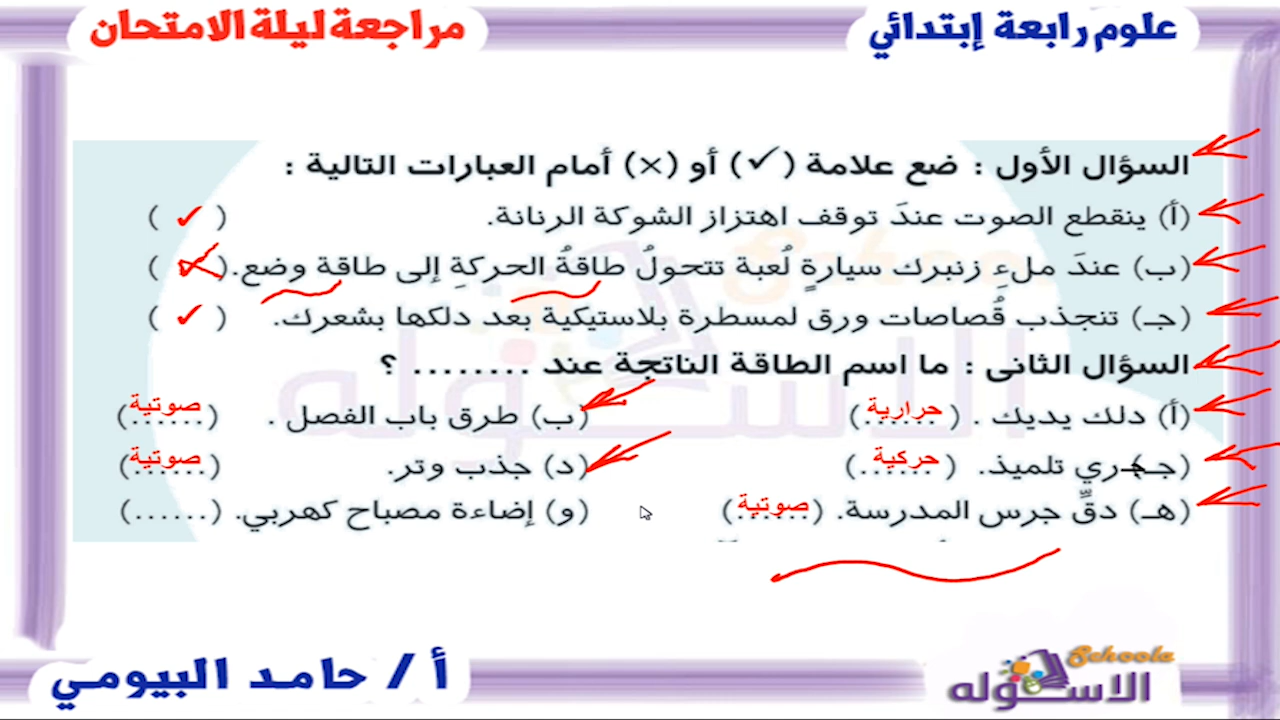 علوم رابعة إبتدائي
مراجعة ليلة الامتحان
السؤال الأول : ضع علامة (✓) أو (×) أمام العبارات التالية :
(أ) ينقطع الصوت عندَ توقف اهتزاز الشوكة الرنانة. ( ✓ )
(ب) عندَ ملءِ زنبرك سيارةٍ لُعبة تتحولُ طاقةُ الحركةِ إلى طاقة وضع. ( )
(جـ) تنجذب قُصاصات ورق لمسطرة بلاستيكية بعد دلكها بشعرك. ( ✓ )
السؤال الثانى : ما اسم الطاقة الناتجة عند ........ ؟
(أ) دلك يديك . (حرارية) (ب) طرق باب الفصل . (صوتية)
(جـ) جري تلميذ. (حركية) (د) جذب وتر. (صوتية)
(هـ) دقِّ جرس المدرسة. (صوتية) (و) إضاءة مصباح كهربي. (......)
أ / حامد البيومي
Schoola
الاسكوله